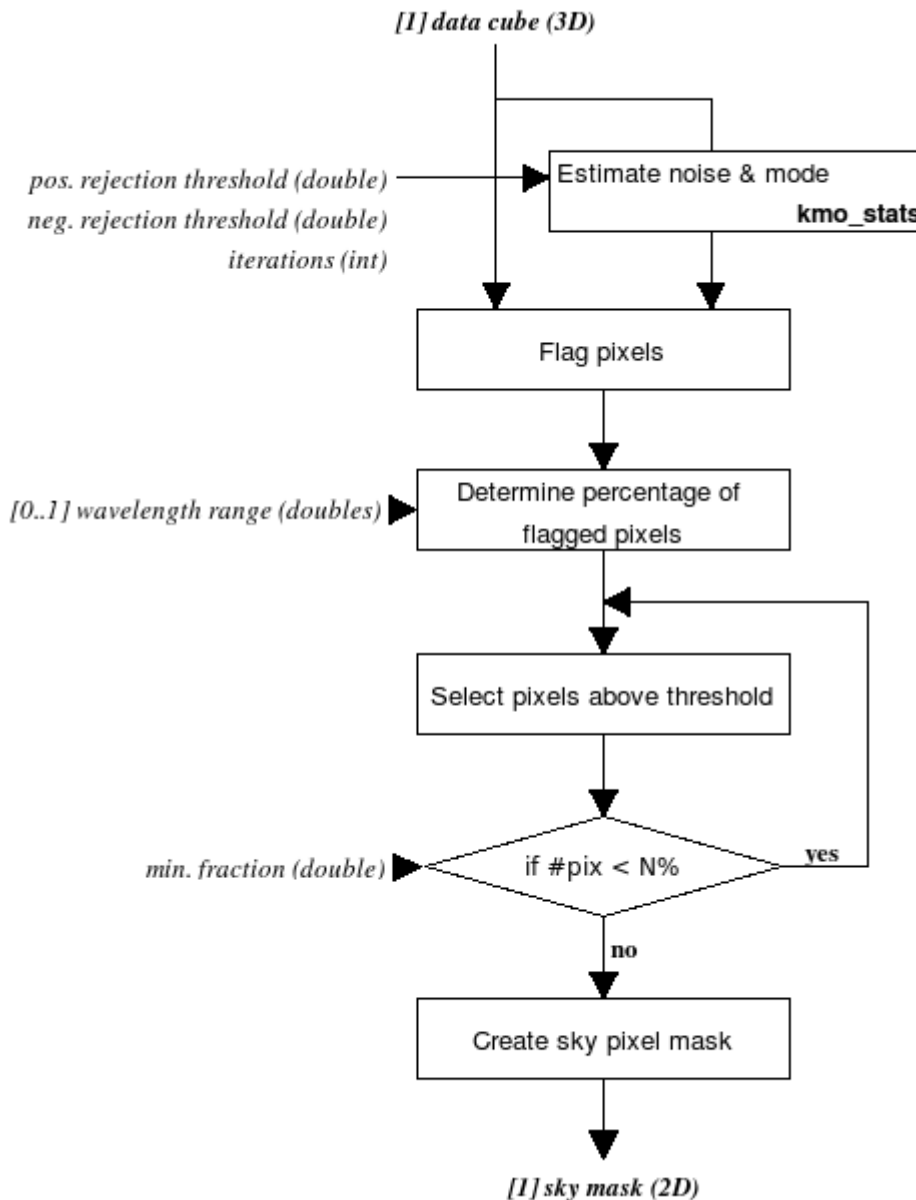 [1] data cube (3D)
pos. rejection threshold (double)
neg. rejection threshold (double)
iterations (int)
Estimate noise & mode
kmo_stats
Flag pixels
[0..1] wavelength range (doubles)
Determine percentage of
flagged pixels
Select pixels above threshold
min. fraction (double)
if #pix < N%
yes
no
Create sky pixel mask
[1] sky mask (2D)